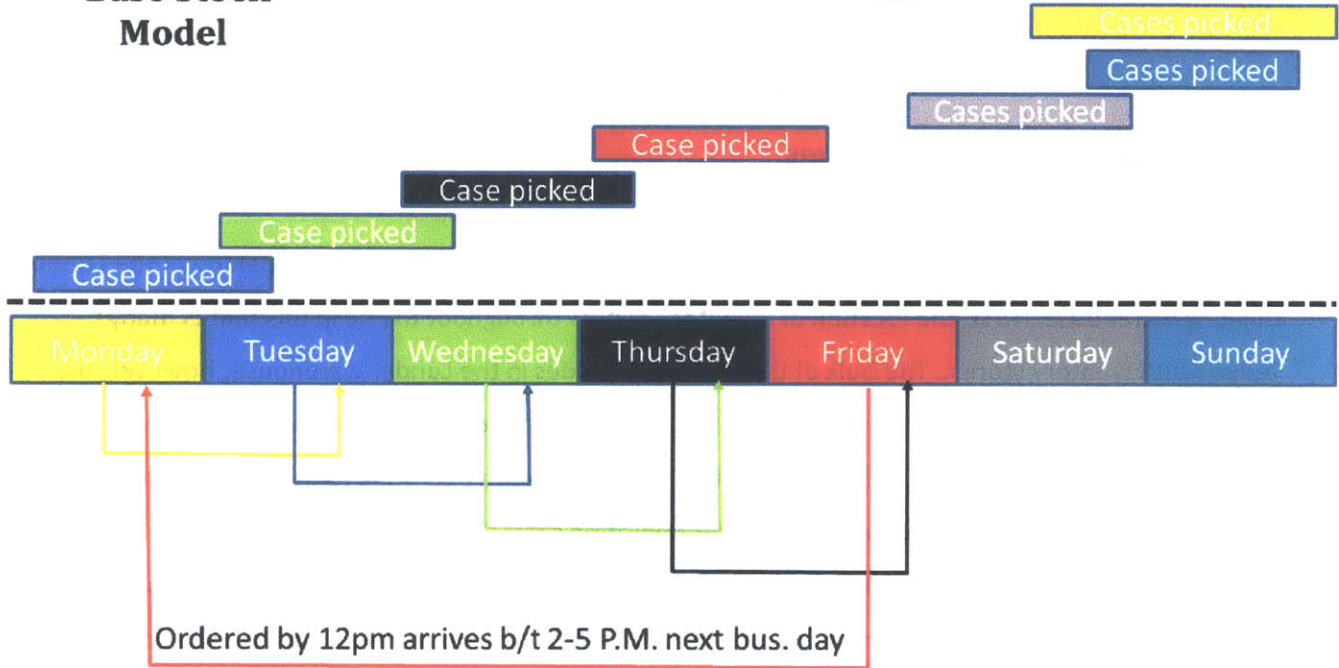 Model
Cases picked
Cases picked
Cases picked
Case picked
Case picked
Case picked
Case picked
Monday
Tuesday
Wednesday
Thursday
Friday
Saturday
Sunday
Ordered by 12pm arrives b/t 2-5 P.M. next bus. day